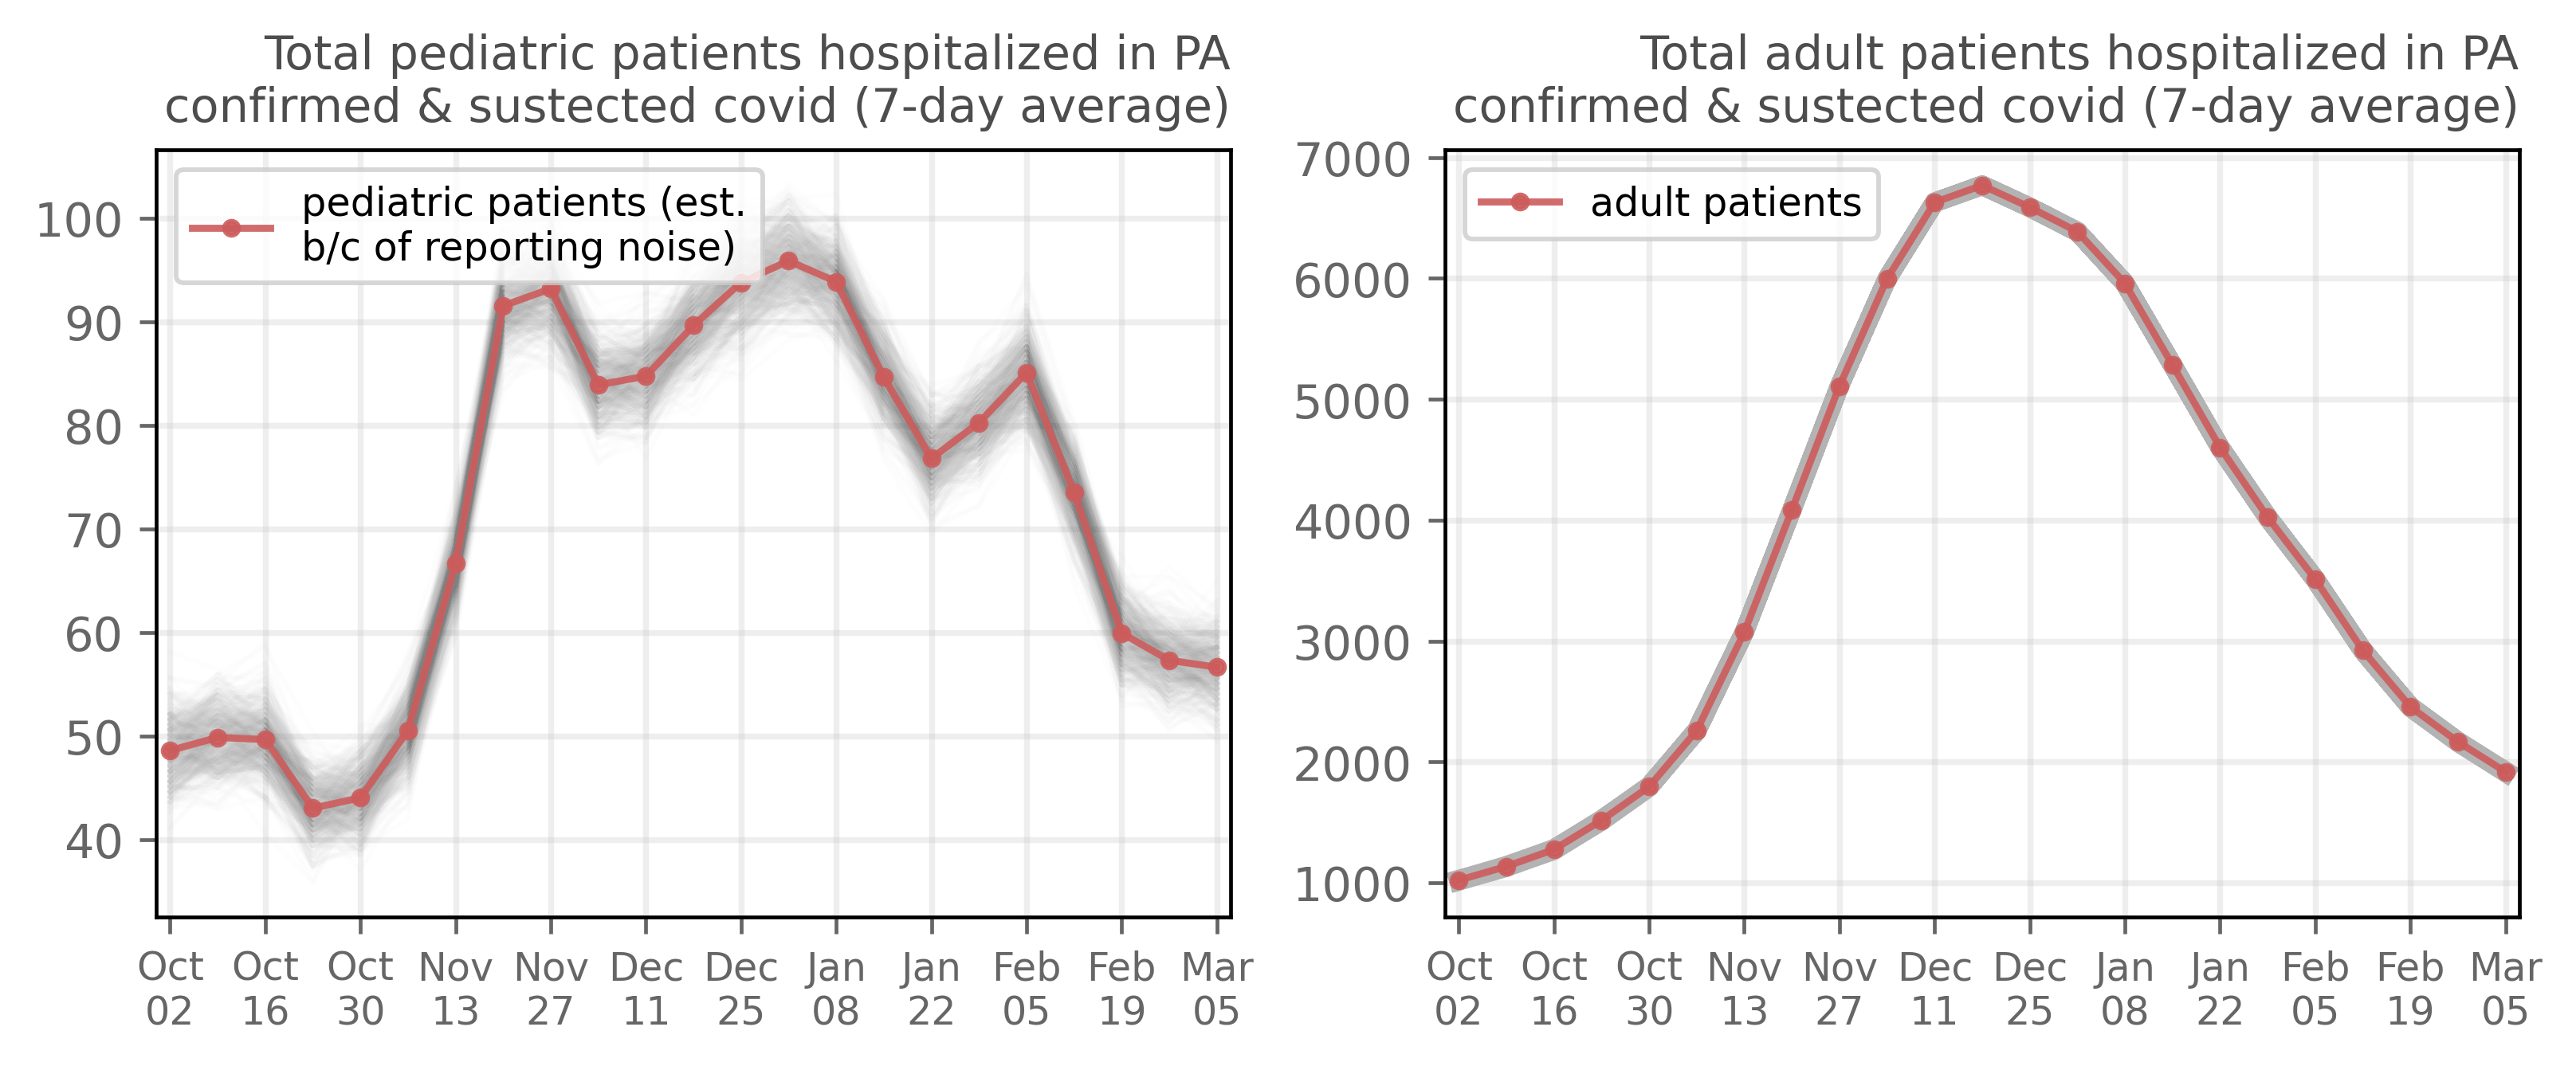 Total pediatric patients hospitalized in PA
confirmed & sustected covid (7-day average)
pediatric patients (est.
b/c of reporting noise)
100
90
80
70
60
50
40
Oct Oct Oct Nov Nov Dec Dec Jan Jan Feb Feb Mar
02 16 30 13 27 11 25 08 22 05 19 05
Total adult patients hospitalized in PA
confirmed & sustected covid (7-day average)
adult patients
7000
6000
5000
4000
3000
2000
1000
Oct Oct Oct Nov Nov Dec Dec Jan Jan Feb Feb Mar
02 16 30 13 27 11 25 08 22 05 19 05